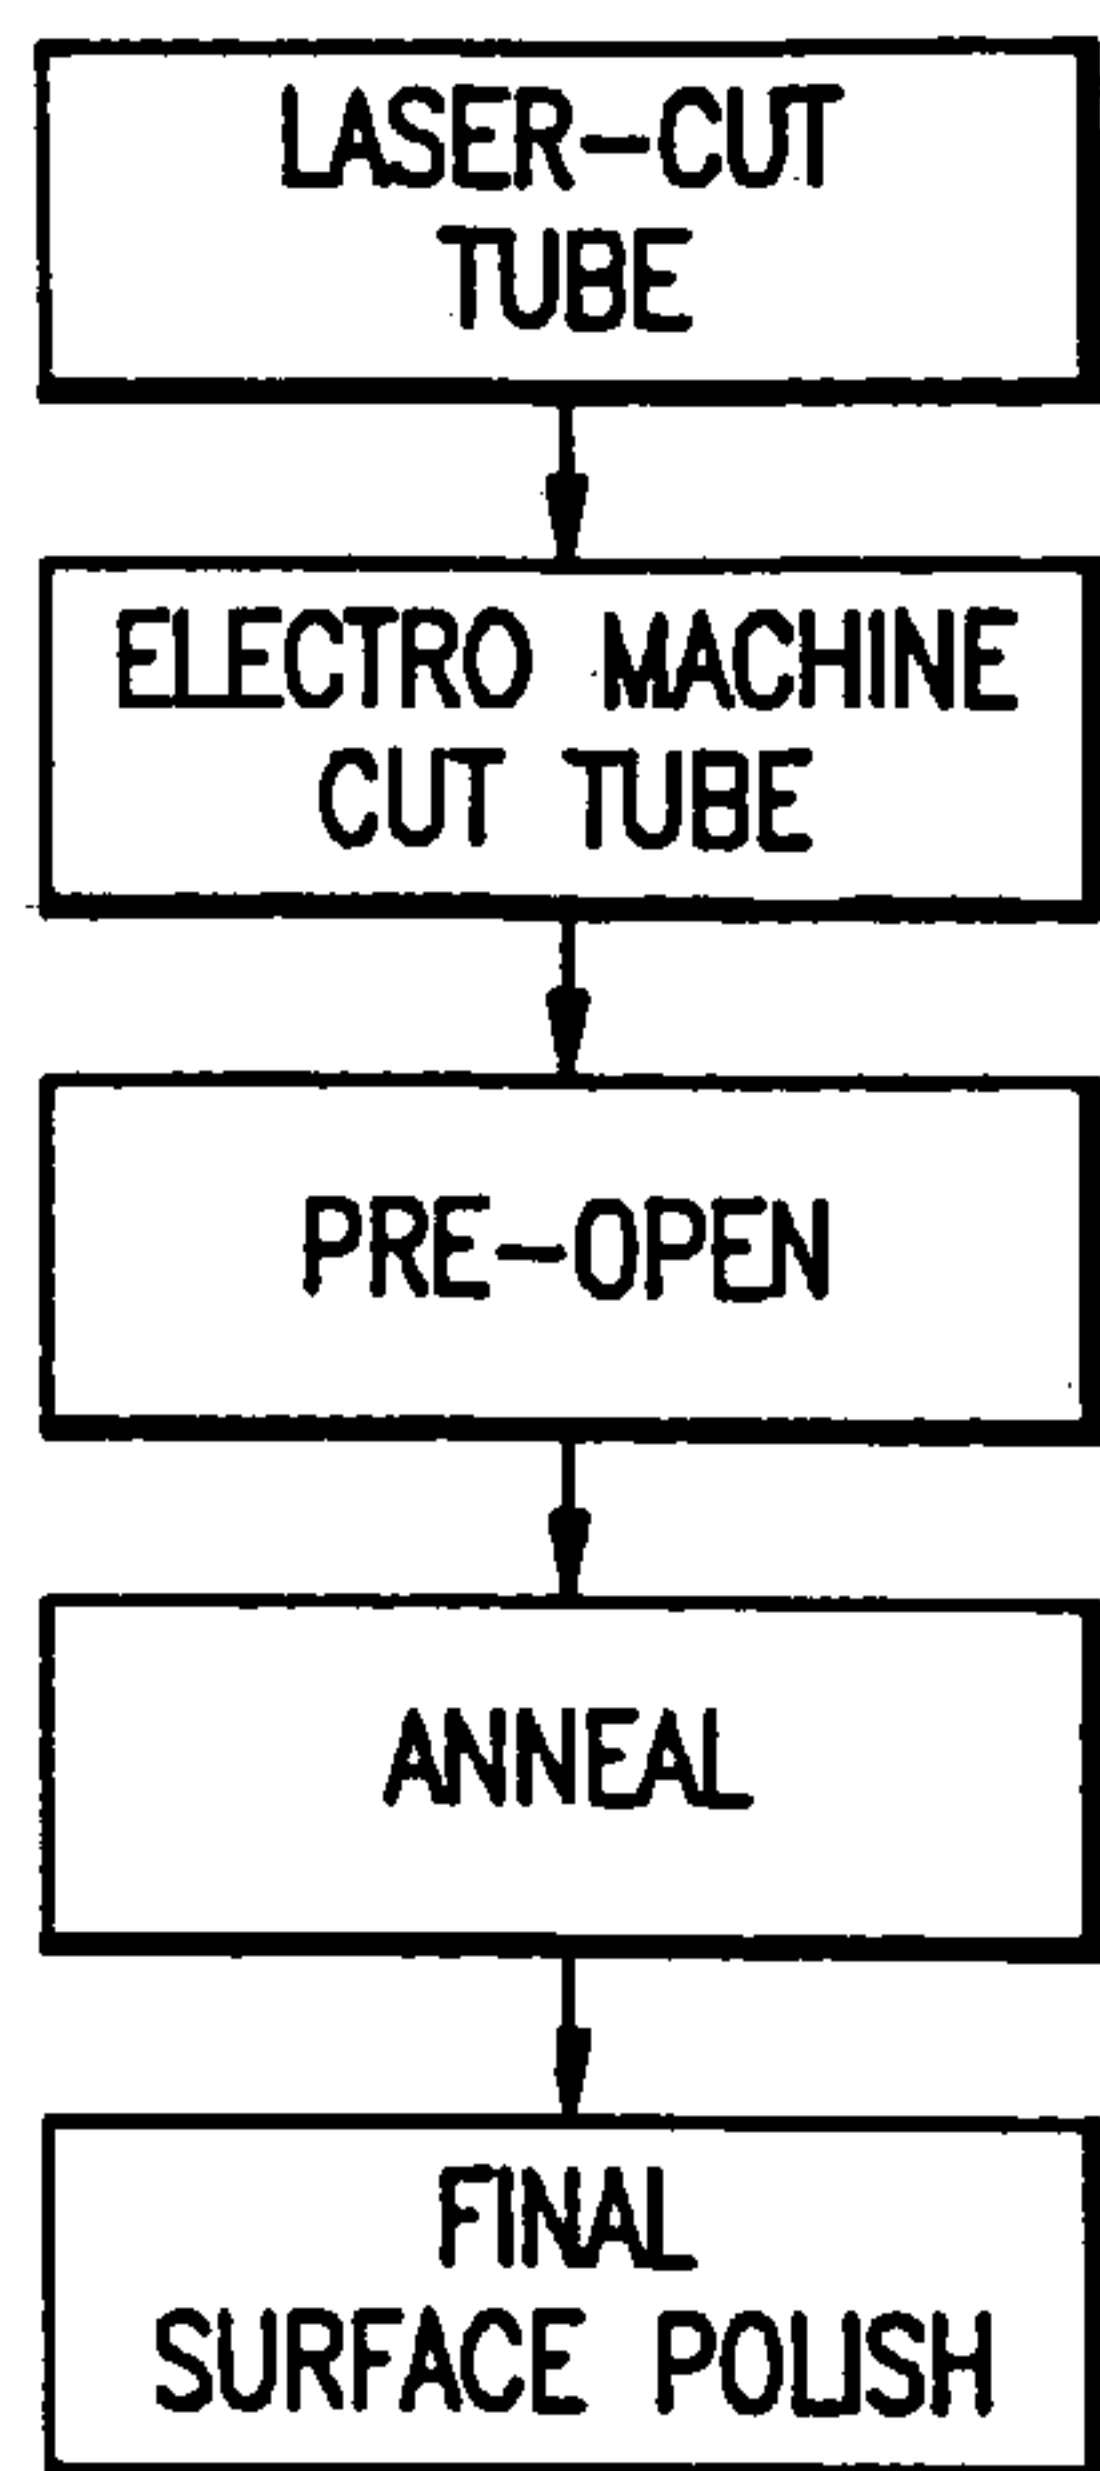 LASER-CUT
TUBE
ELECTRO MACHINE
CUT TUBE
PRE-OPEN
ANNEAL
FINAL
SURFACE POLISH